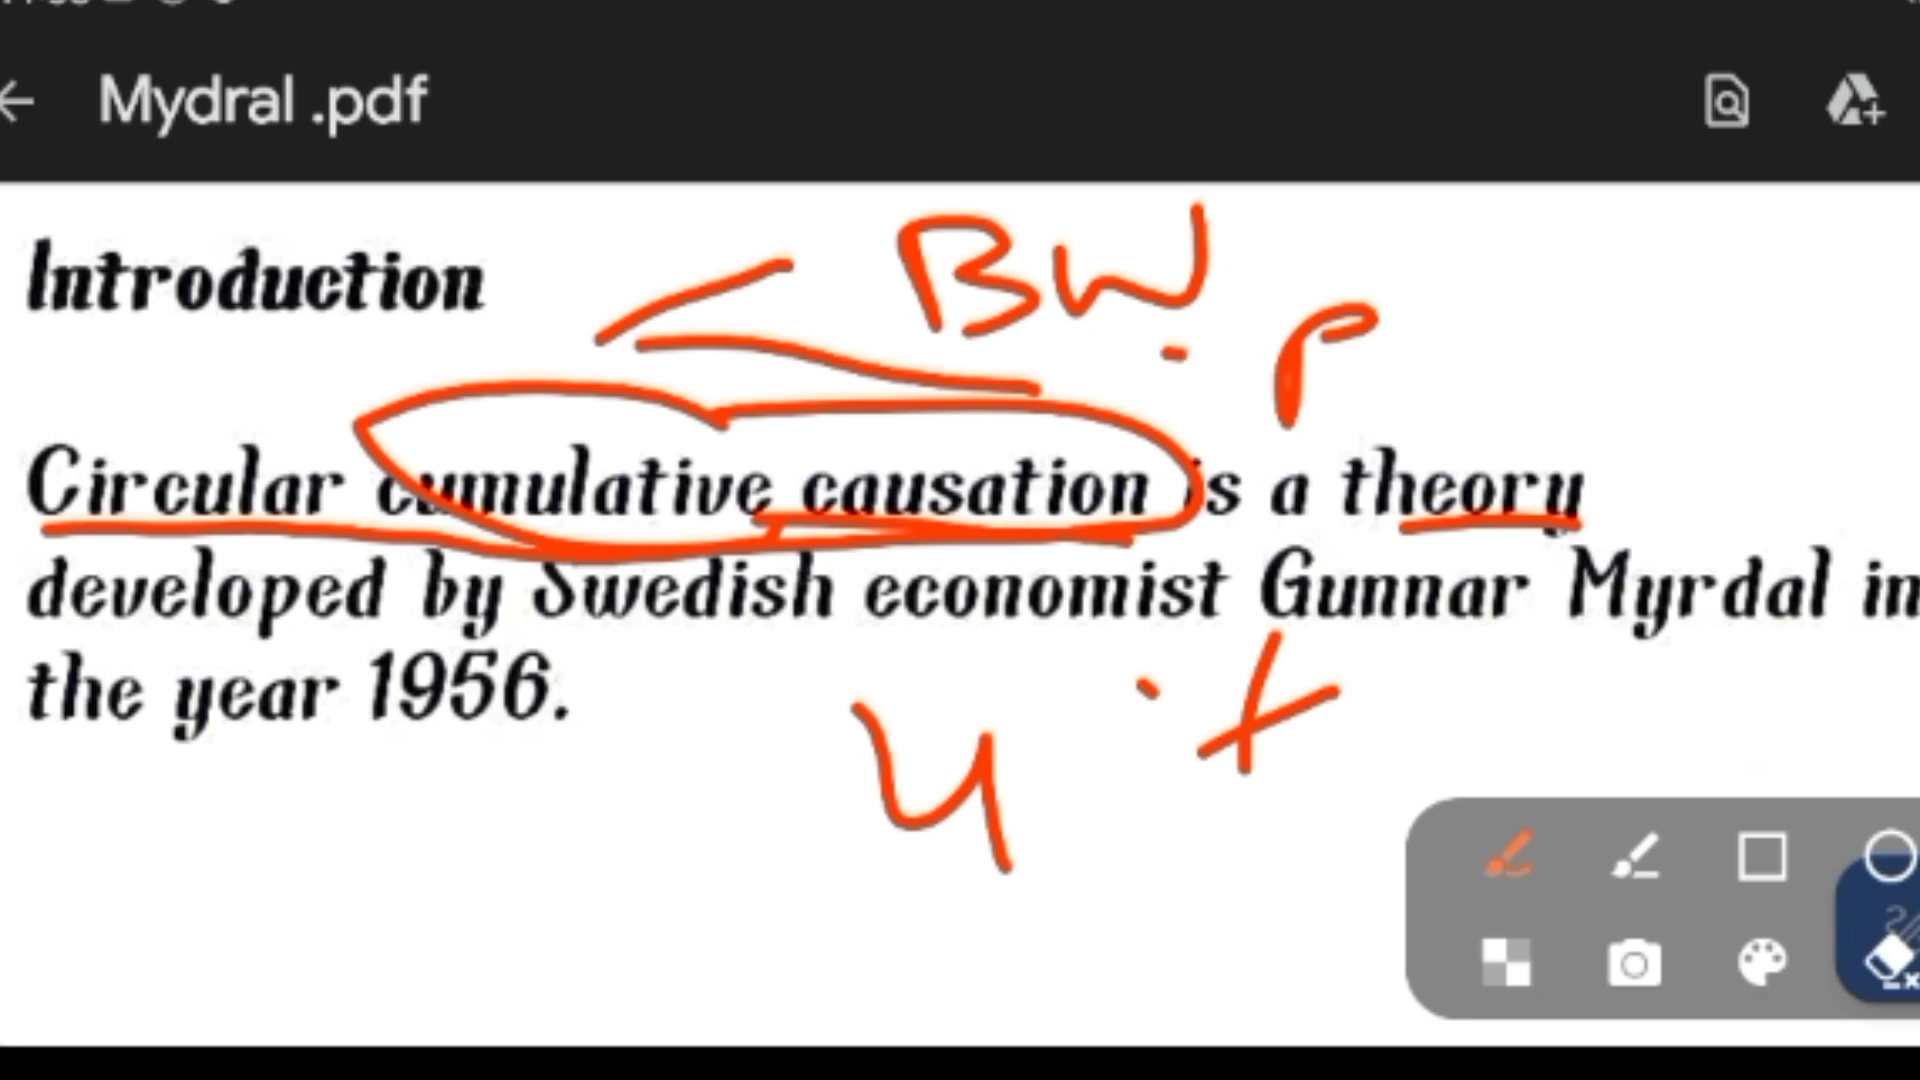 Mydral .pdf
Introduction
BW
P
Circular cumulative causation is a theory
developed by Swedish economist Gunnar Myrdal in
the year 1956.